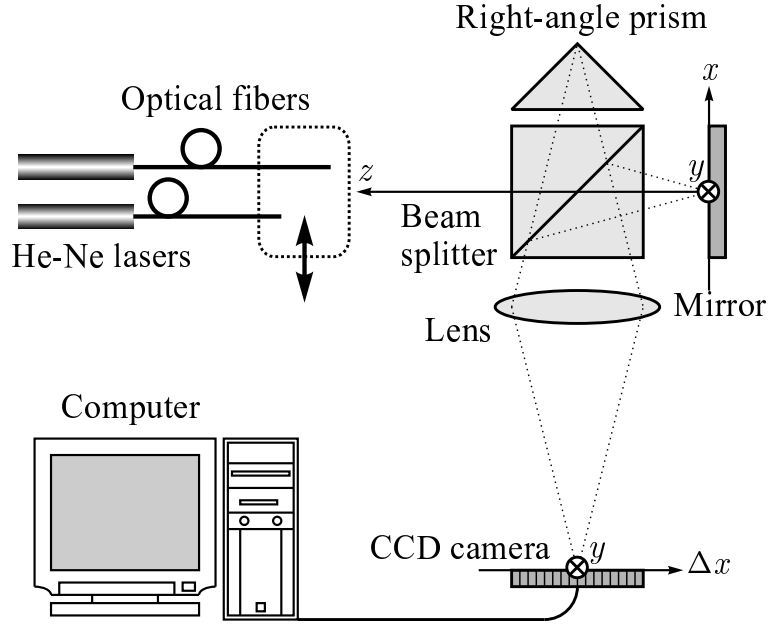 Right-angle prism
x
Optical fibers
z
y
Beam
splitter
He-Ne lasers
Mirror
Lens
Computer
CCD camera
y
Δx